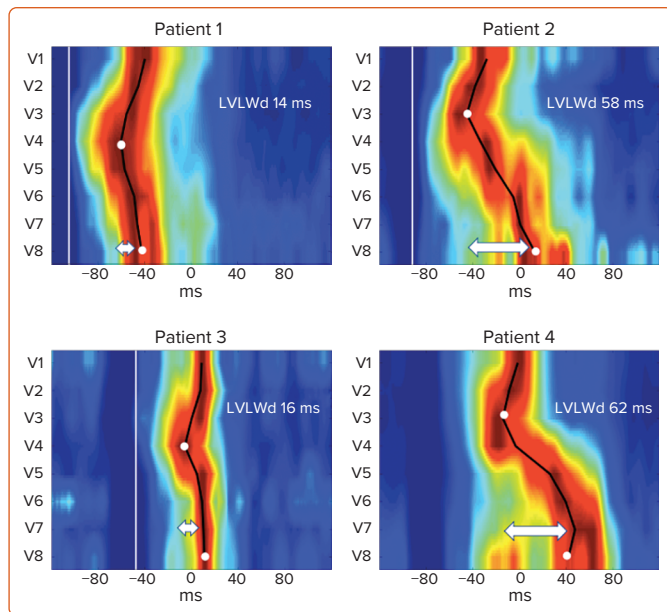 Patient 1
V1
V2
V3
V4
V5
V6
V7
V8
LVLWd 14 ms
−80 −40 0 40 80
ms
Patient 2
V1
V2
V3
V4
V5
V6
V7
V8
LVLWd 58 ms
−80 −40 0 40 80
ms
Patient 3
V1
V2
V3
V4
V5
V6
V7
V8
LVLWd 16 ms
−80 −40 0 40 80
ms
Patient 4
V1
V2
V3
V4
V5
V6
V7
V8
LVLWd 62 ms
−80 −40 0 40 80
ms